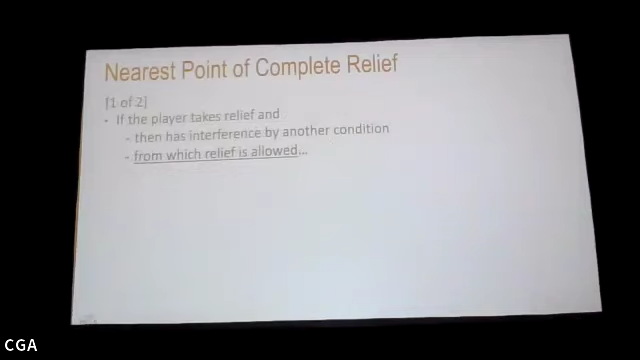 Nearest Point of Complete Relief
[1 of 2]
• If the player takes relief and
- then has interference by another condition
- from which relief is allowed...
CGA